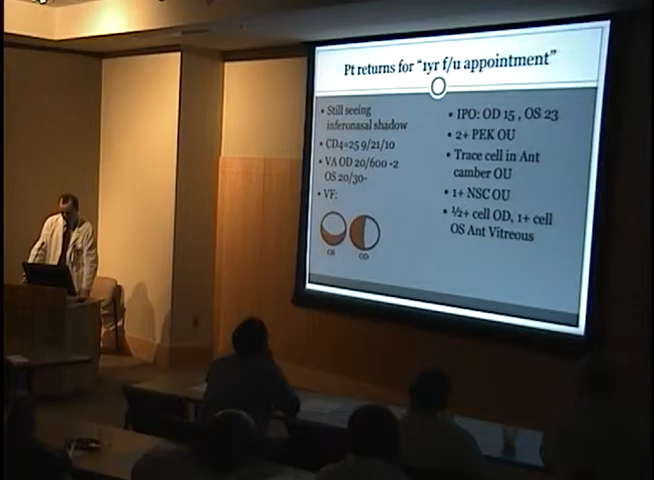 Pt returns for "1yr f/u appointment"
• Still seeing
inferonasal shadow
• CD4=25 9/21/10
• VA OD 20/600 -2
OS 20/30-
• VF:
OS OD
• IPO: OD 15 , OS 23
• 2+ PEK OU
• Trace cell in Ant
camber OU
• 1+ NSC OU
• ½+ cell OD, 1+ cell
OS Ant Vitreous